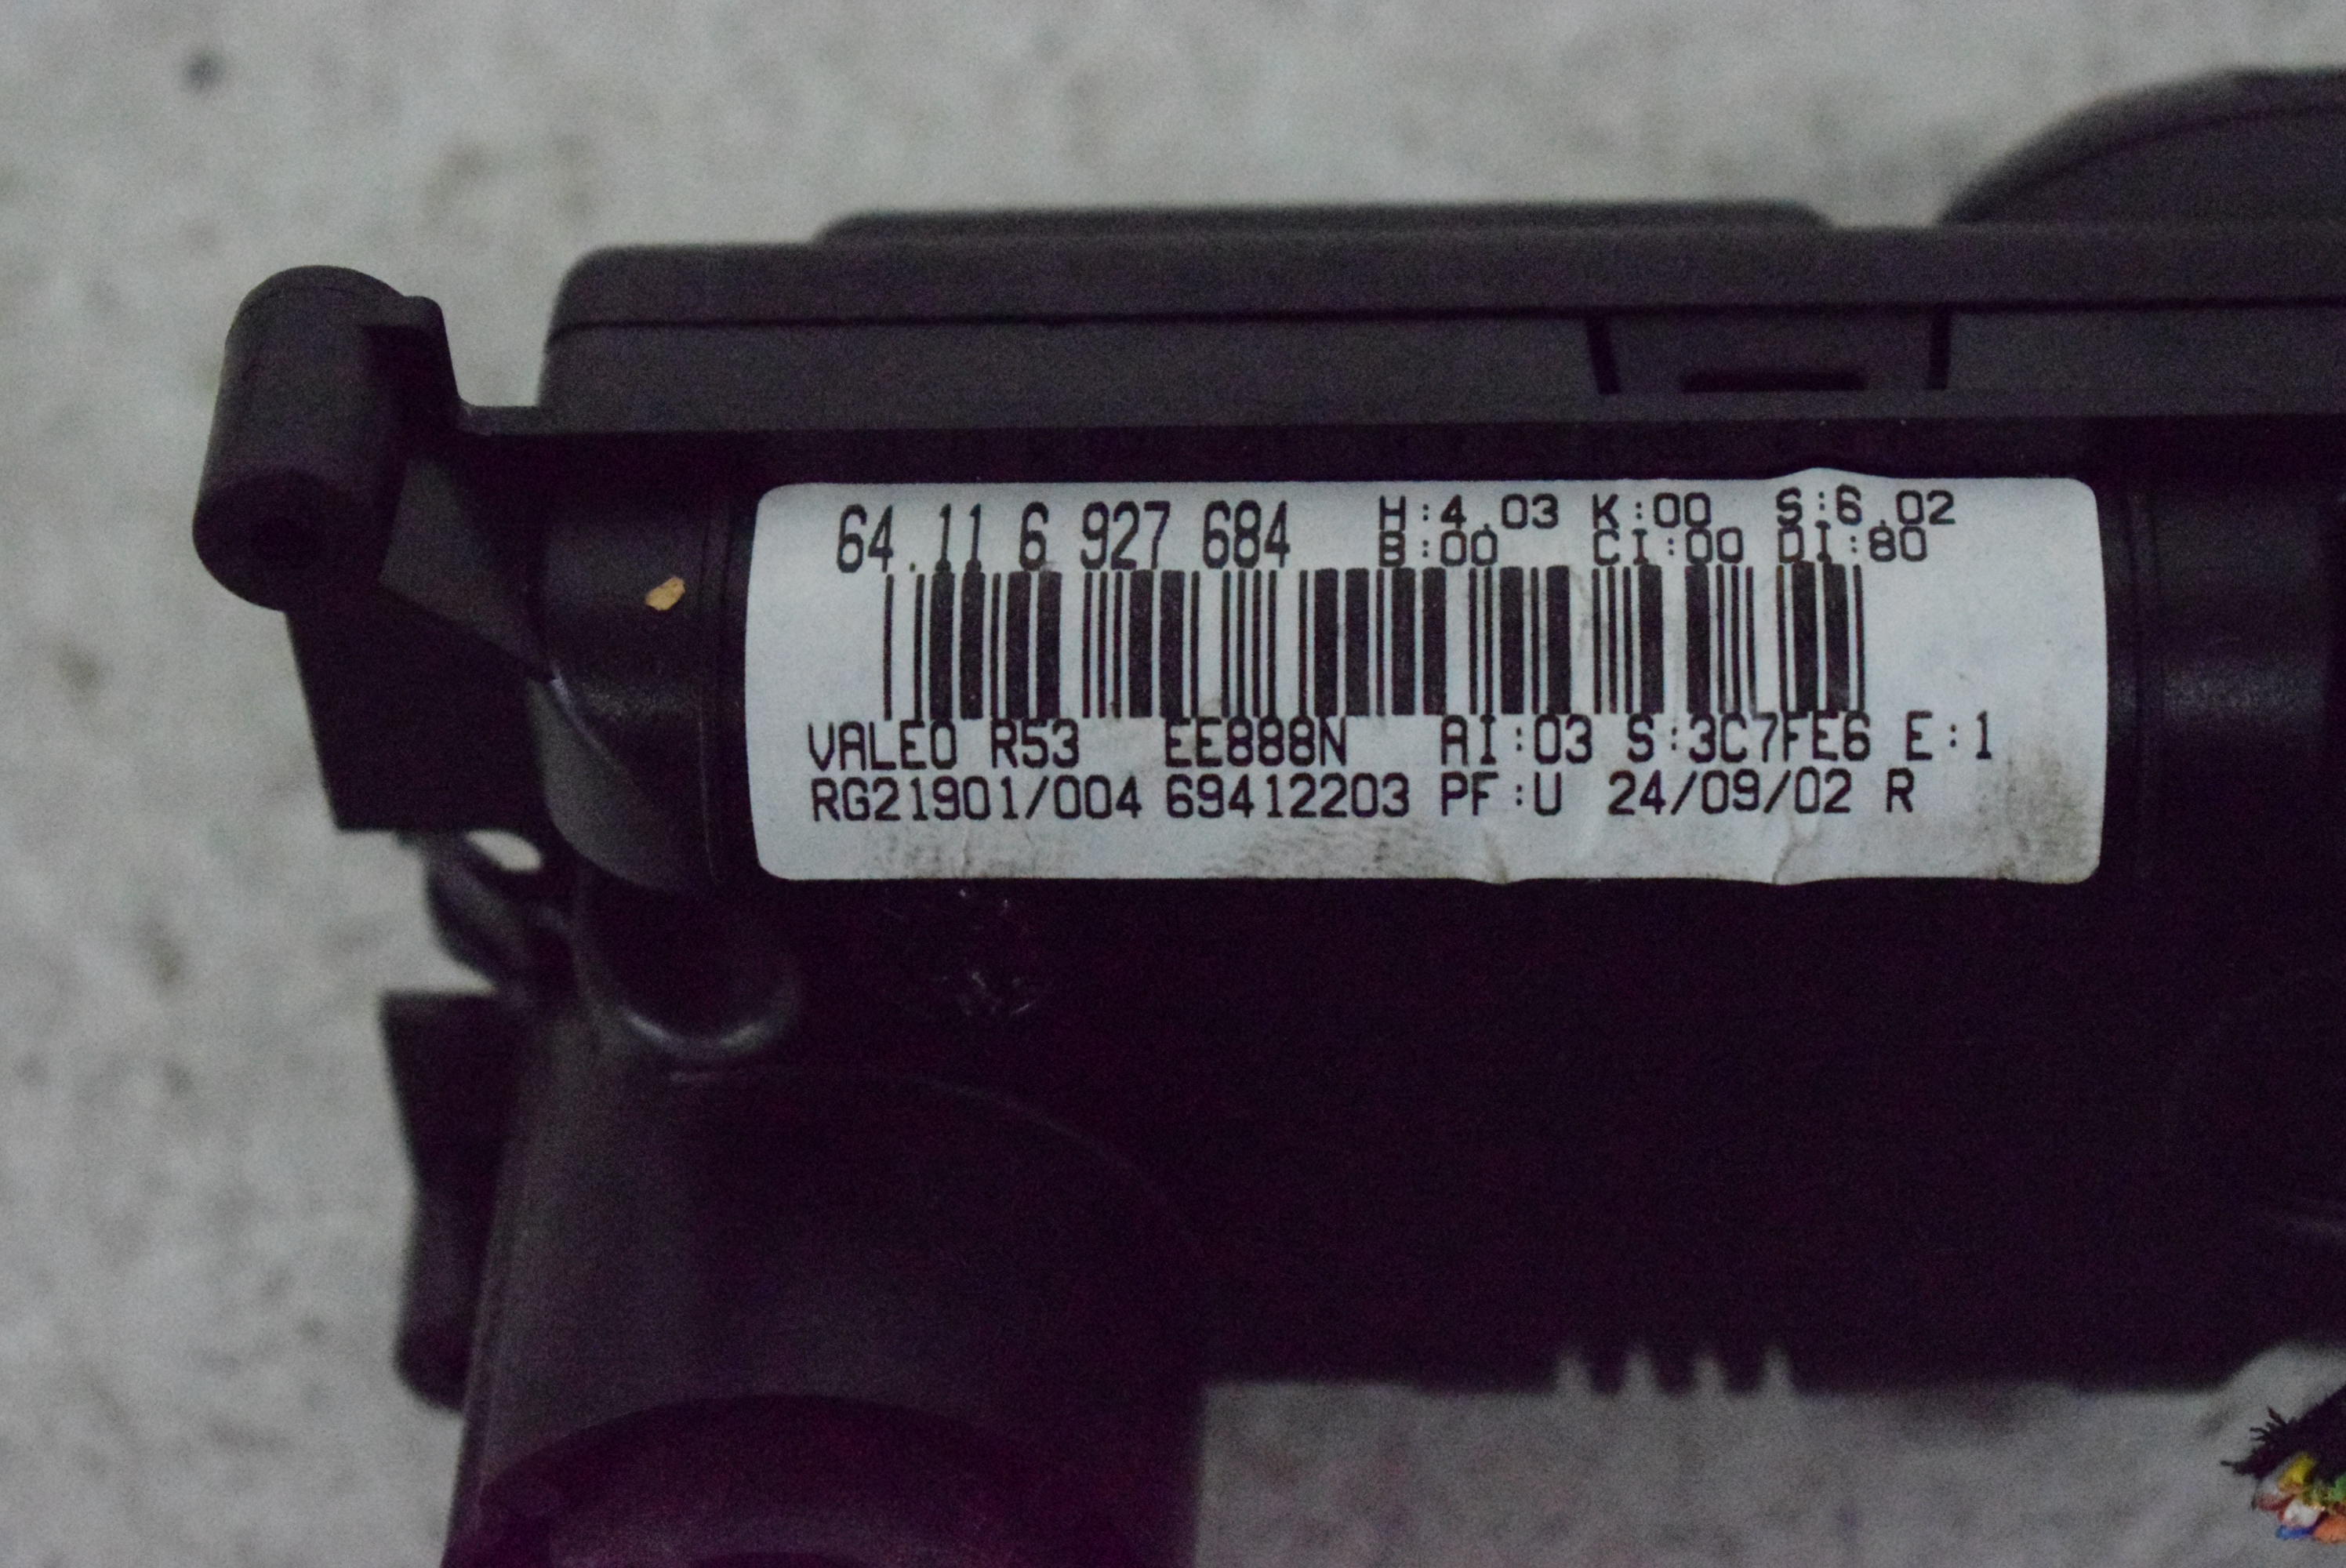 64.11 6 927 684 H:4.03 K:00 S:6.02
B:00 CI:00 DI:80
VALEO R53 EE888N AI:03 S:3C7FE6 E:1
RG21901/004 69412203 PF:U 24/09/02 R